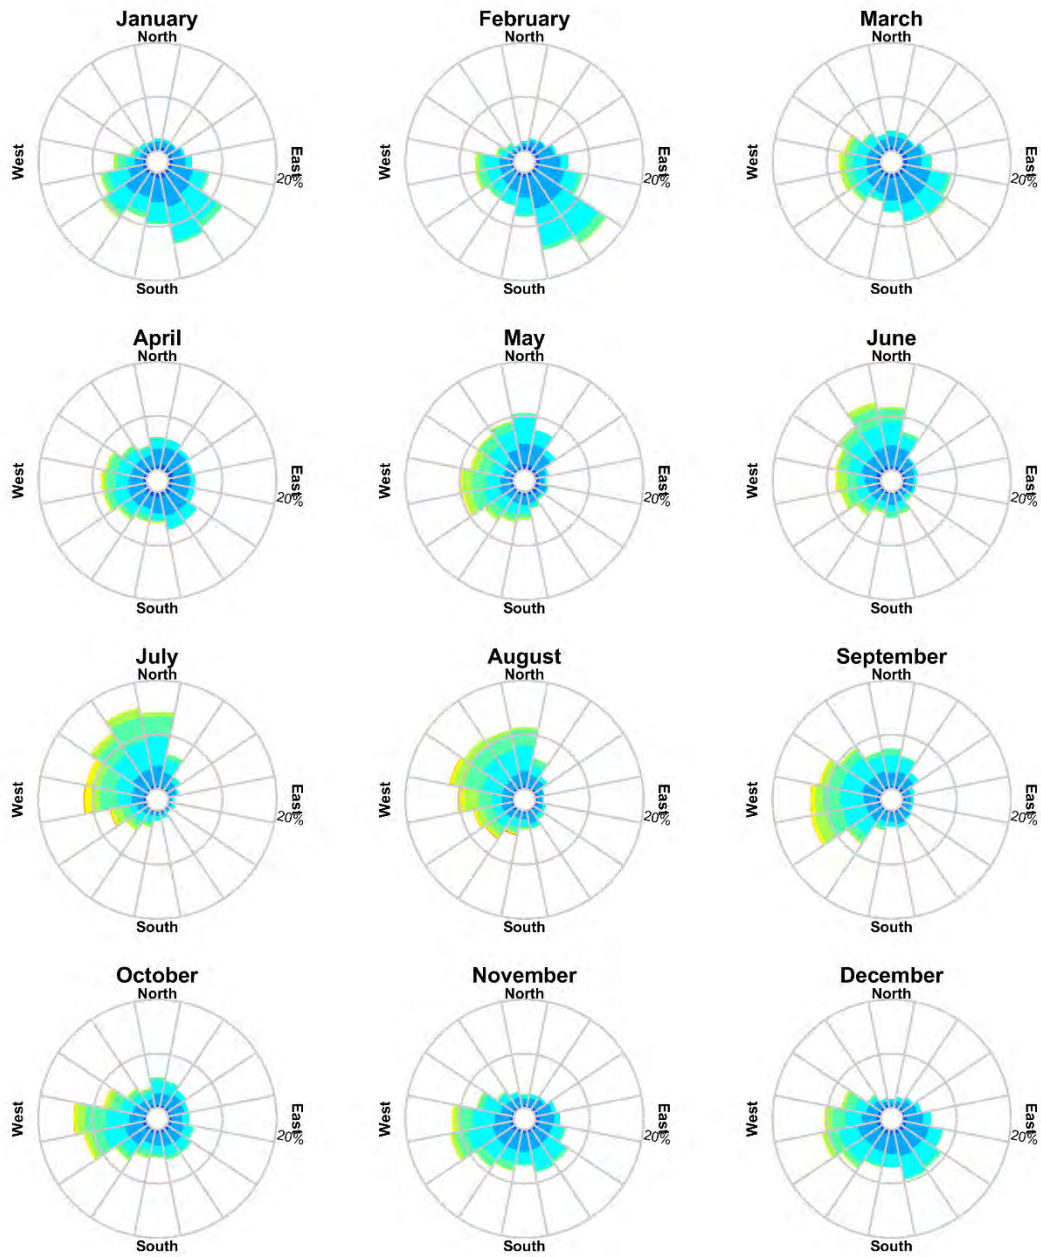 January February March
North North North
West East West East West East
20% 20% 20%
South South South
April May June
North North North
West East West East West East
20% 20% 20%
South South South
July August September
North North North
West East West East West East
20% 20% 20%
South South South
October November December
North North North
West East West East West East
20% 20% 20%
South South South